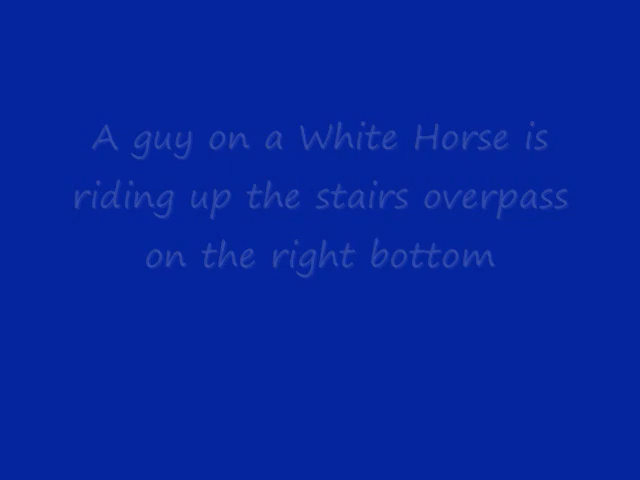 A guy on a White Horse is
riding up the stairs overpass
on the right bottom